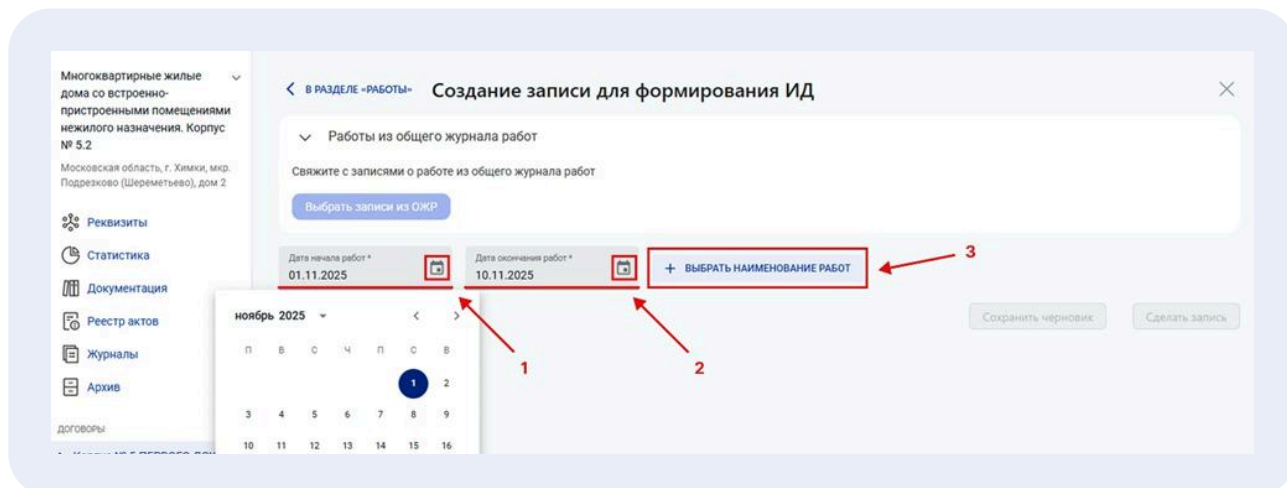 Многоквартирные жилые
дома со встроенно-
пристроенными помещениями
нежилого назначения. Корпус
№ 5.2
Московская область, г. Химки, мкр.
Подрезково (Шереметьево), дом 2
Реквизиты
Статистика
Документация
Реестр актов
Журналы
Архив
ДОГОВОРЫ
В РАЗДЕЛЕ «РАБОТЫ» Создание записи для формирования ИД
Работы из общего журнала работ
Свяжите с записями о работе из общего журнала работ
Выбрать записи из ОЖР
Дата начала работ *
01.11.2025
Дата окончания работ *
10.11.2025
+ ВЫБРАТЬ НАИМЕНОВАНИЕ РАБОТ
3
Сохранить черновик Сделать запись
1
2
ноябрь 2025
П В С Ч П С В
1 2
3 4 5 6 7 8 9
10 11 12 13 14 15 16